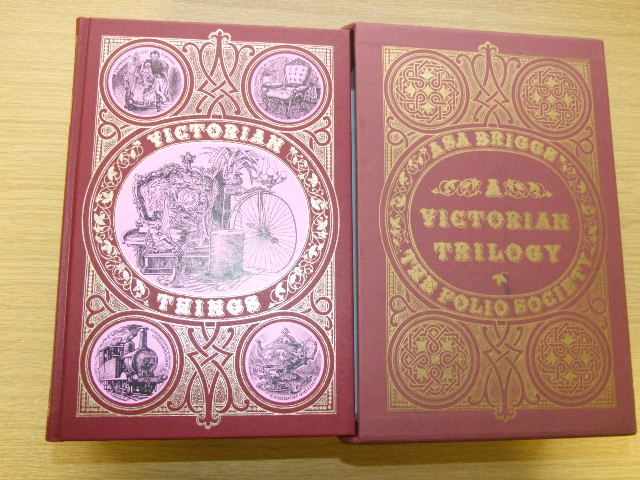 VICTORIAN
THINGS
ASA BRIGGS
A
VICTORIAN
TRILOGY
THE FOLIO SOCIETY